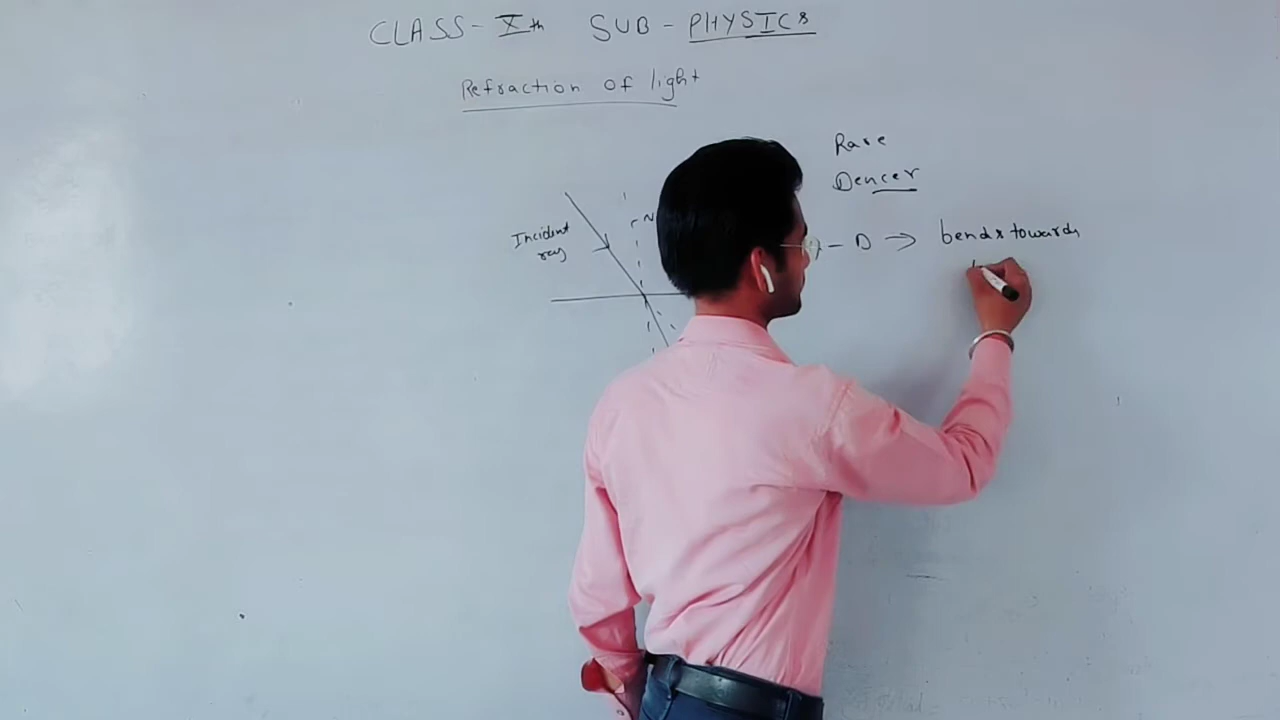 CLASS - Xth SUB - PHYSICS
Refraction of light
Rare
Dencer
N
Incident
ray
- D → bends towards